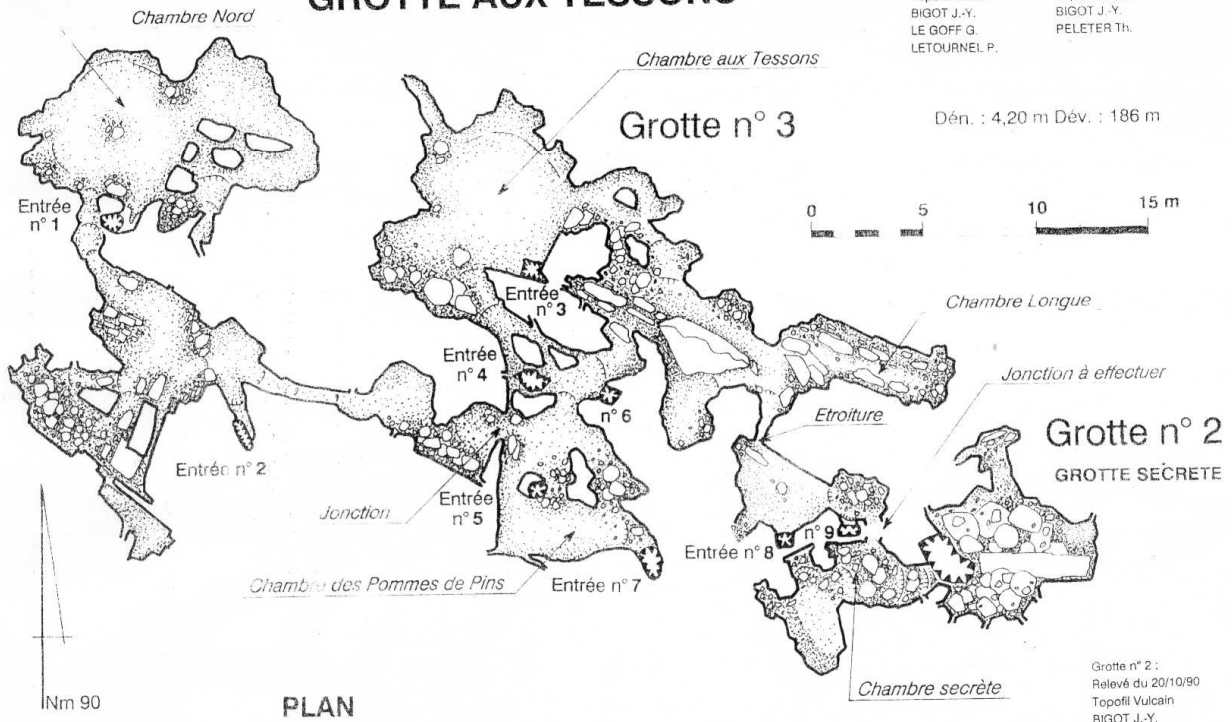 GROTTE AUX TESSONS
BIGOT J.-Y.
LE GOFF G.
LETOURNEL P.
BIGOT J.-Y.
PELETER Th.
Chambre Nord
Chambre aux Tessons
Grotte n° 3
Dén. : 4,20 m Dév. : 186 m
0 5 10 15 m
Entrée
n° 1
Entrée
n° 3
Chambre Longue
Entrée
n° 4
Jonction à effectuer
n° 6
Etroiture
Grotte n° 2
GROTTE SECRETE
Entrée n° 2
Entrée
n° 5
Jonction
Entrée n° 8
n° 9
Chambre des Pommes de Pins
Entrée n° 7
Chambre secrète
Nm 90
PLAN
Grotte n° 2 :
Relevé du 20/10/90
Topofil Vulcain
BIGOT J.-Y.